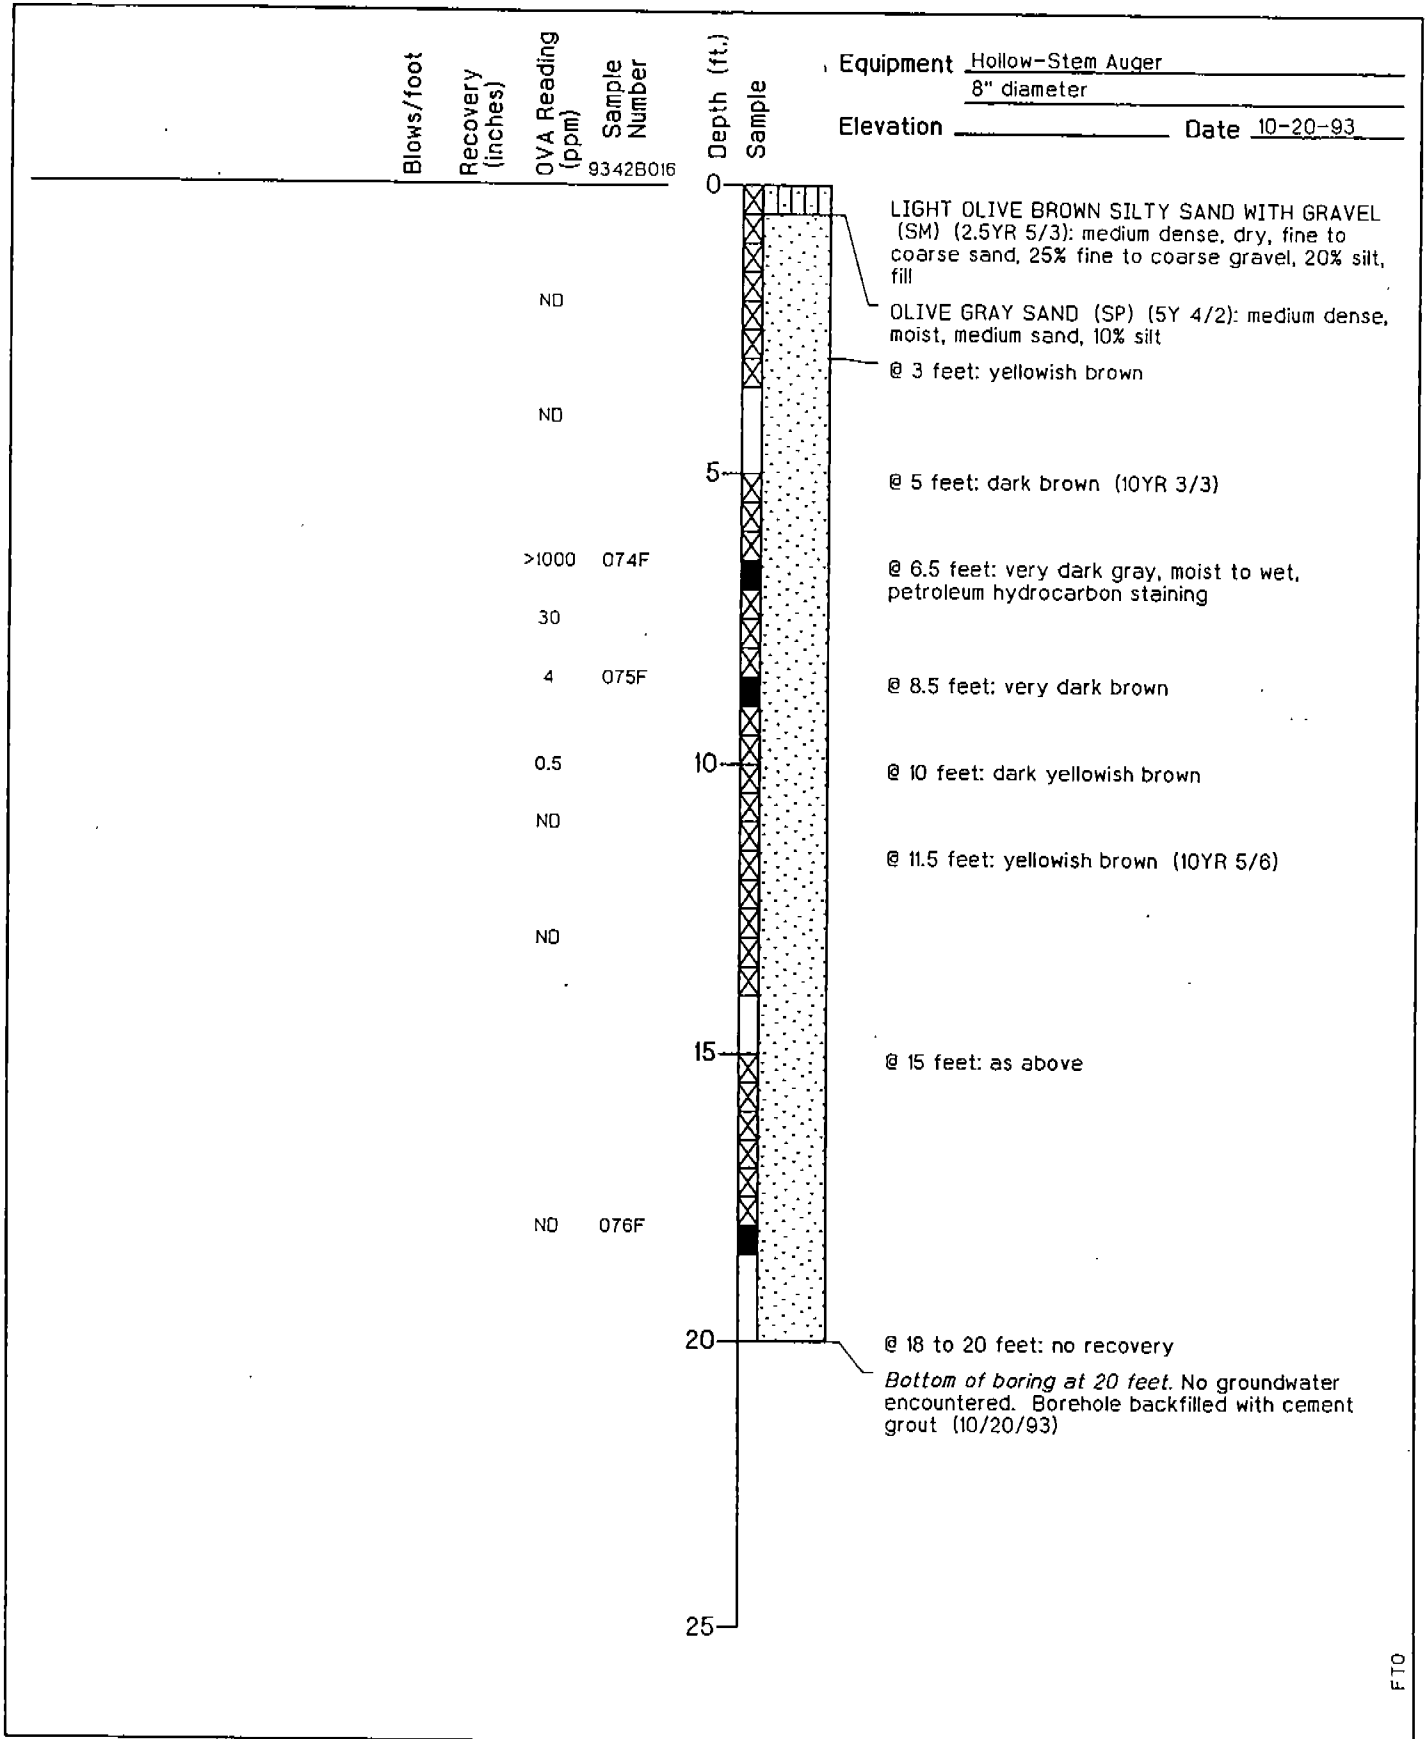 Blows/foot
Recovery
(inches)
OVA Reading
(ppm)
Sample
Number
9342B016
Depth (ft.)
Sample
Equipment Hollow-Stem Auger
8" diameter
Elevation Date 10-20-93
0
LIGHT OLIVE BROWN SILTY SAND WITH GRAVEL
(SM) (2.5YR 5/3): medium dense, dry, fine to
coarse sand, 25% fine to coarse gravel, 20% silt,
fill
ND
OLIVE GRAY SAND (SP) (5Y 4/2): medium dense,
moist, medium sand, 10% silt
@ 3 feet: yellowish brown
ND
5
@ 5 feet: dark brown (10YR 3/3)
>1000 074F
@ 6.5 feet: very dark gray, moist to wet,
petroleum hydrocarbon staining
30
4 075F
@ 8.5 feet: very dark brown
0.5
10
@ 10 feet: dark yellowish brown
ND
@ 11.5 feet: yellowish brown (10YR 5/6)
ND
15
@ 15 feet: as above
ND 076F
20
@ 18 to 20 feet: no recovery
Bottom of boring at 20 feet. No groundwater
encountered. Borehole backfilled with cement
grout (10/20/93)
25
FTO